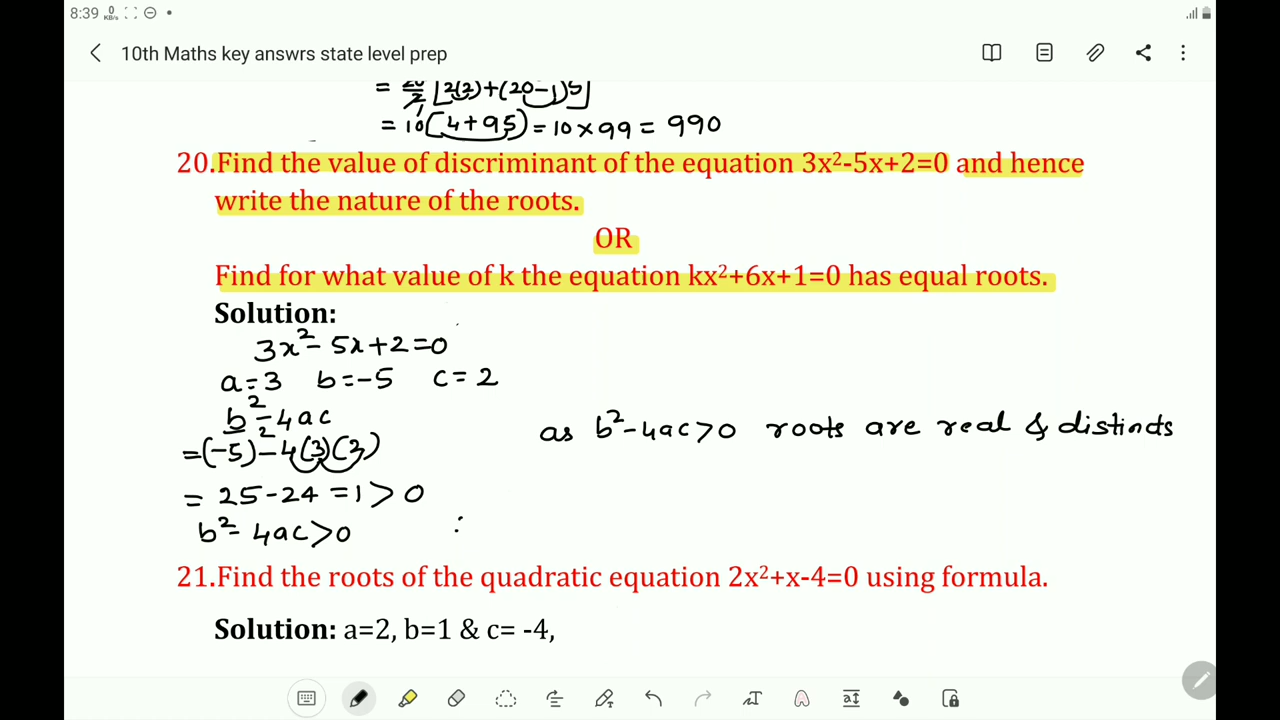 8:39 0 KB/s
10th Maths key answrs state level prep
= 20/2 [2(2)+(20-1)5]
= 10(4+95) = 10×99 = 990
20.Find the value of discriminant of the equation 3x²-5x+2=0 and hence
write the nature of the roots.
OR
Find for what value of k the equation kx²+6x+1=0 has equal roots.
Solution:
3x²-5x+2=0
a=3 b=-5 c=2
b²-4ac
=(-5)²-4(3)(2)
= 25-24 = 1 > 0
b²-4ac>0
as b²-4ac>0 roots are real & distincts
21.Find the roots of the quadratic equation 2x²+x-4=0 using formula.
Solution: a=2, b=1 & c= -4,